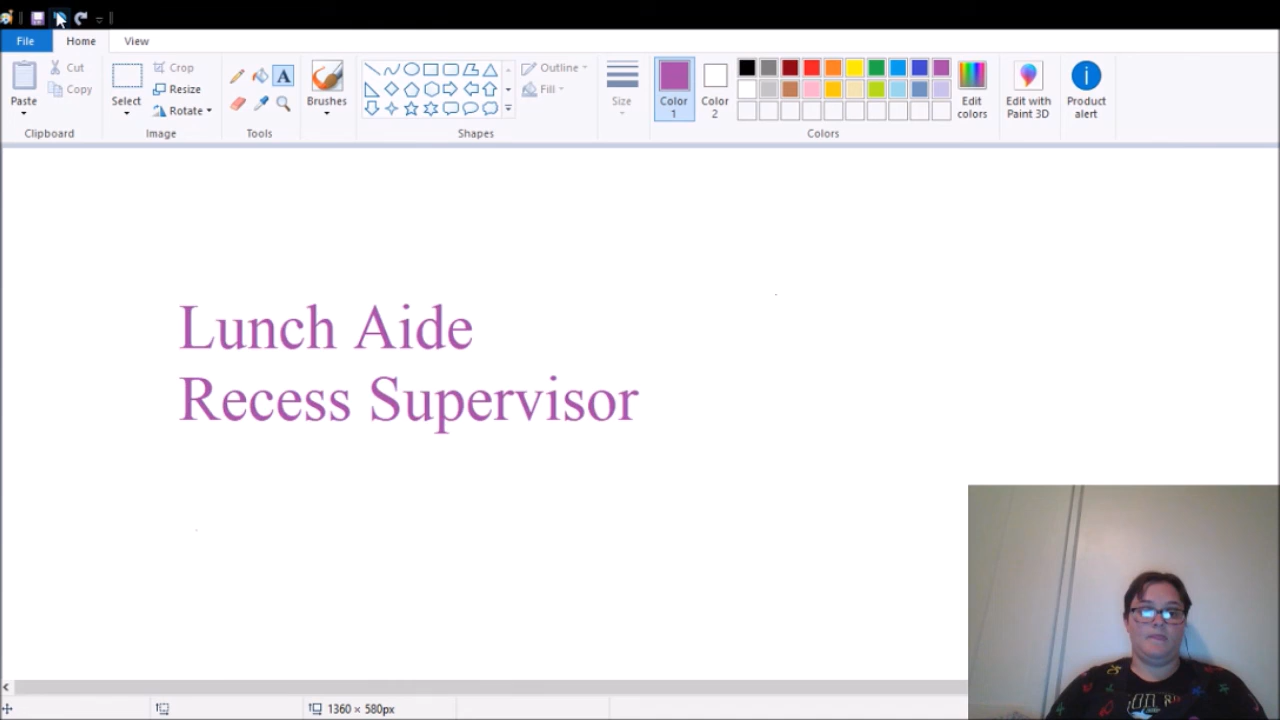 File Home View
Cut
Crop
Outline
Copy
Resize
Fill
Paste
Select
Rotate
Brushes
Size
Color 1
Color 2
Edit colors
Edit with Paint 3D
Product alert
Clipboard
Image
Tools
Shapes
Colors
A
Lunch Aide
Recess Supervisor
1360 × 580px